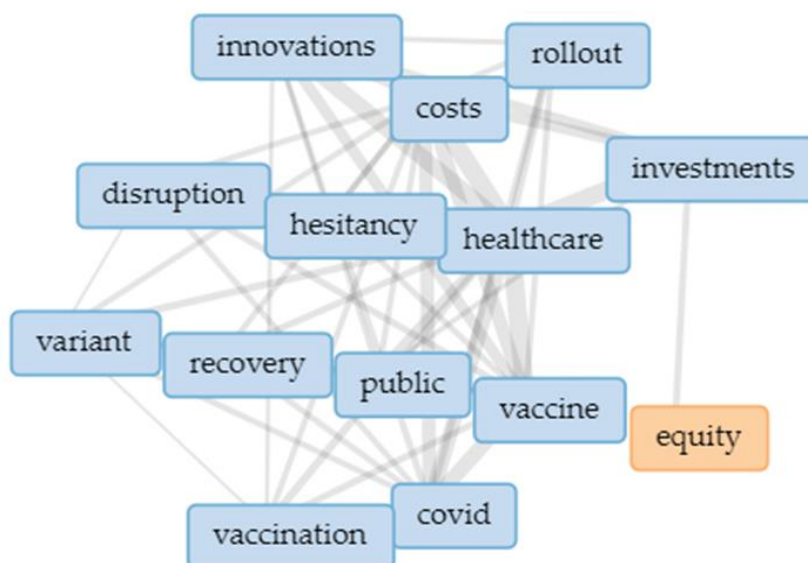 innovations
rollout
costs
investments
disruption
hesitancy
healthcare
variant
recovery
public
vaccine
equity
covid
vaccination